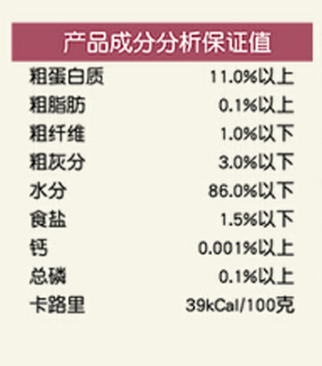 产品成分分析保证值
粗蛋白质 11.0%以上
粗脂肪 0.1%以上
粗纤维 1.0%以下
粗灰分 3.0%以下
水分 86.0%以下
食盐 1.5%以下
钙 0.001%以上
总磷 0.1%以上
卡路里 39kCal/100克